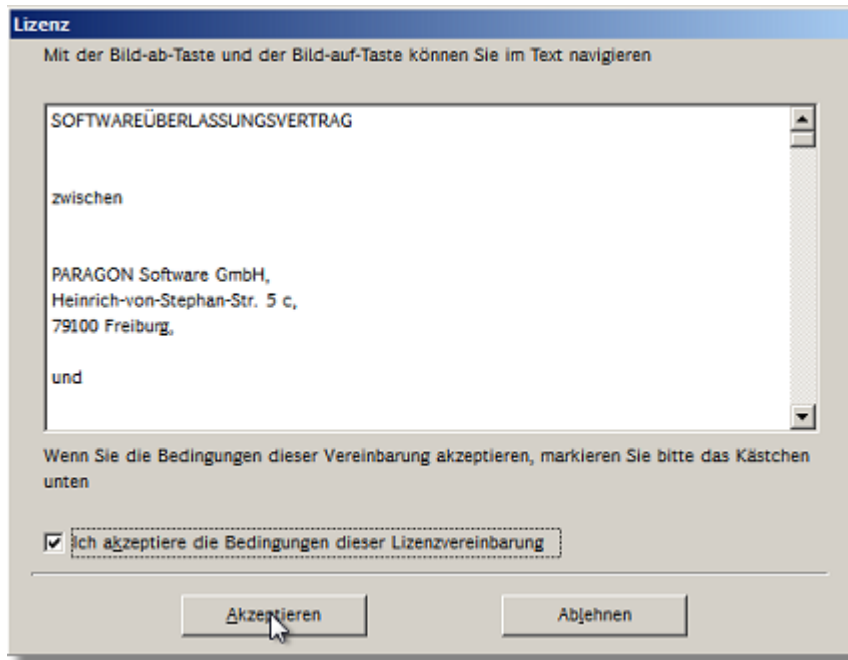 Lizenz
Mit der Bild-ab-Taste und der Bild-auf-Taste können Sie im Text navigieren
SOFTWAREÜBERLASSUNGSVERTRAG
zwischen
PARAGON Software GmbH,
Heinrich-von-Stephan-Str. 5 c,
79100 Freiburg,
und
Wenn Sie die Bedingungen dieser Vereinbarung akzeptieren, markieren Sie bitte das Kästchen
unten
Ich akzeptiere die Bedingungen dieser Lizenzvereinbarung
Akzeptieren Ablehnen